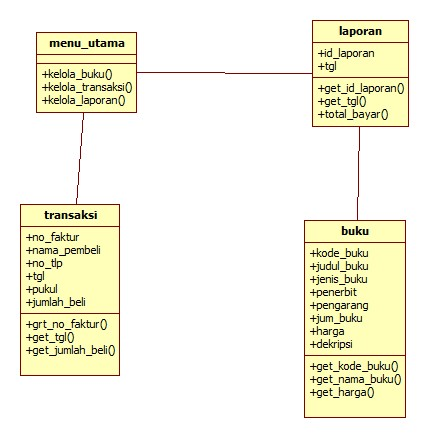 menu_utama
+kelola_buku()
+kelola_transaksi()
+kelola_laporan()
laporan
+id_laporan
+tgl
+get_id_laporan()
+get_tgl()
+total_bayar()
transaksi
+no_faktur
+nama_pembeli
+no_tlp
+tgl
+pukul
+jumlah_beli
+grt_no_faktur()
+get_tgl()
+get_jumlah_beli()
buku
+kode_buku
+judul_buku
+jenis_buku
+penerbit
+pengarang
+jum_buku
+harga
+dekripsi
+get_kode_buku()
+get_nama_buku()
+get_harga()